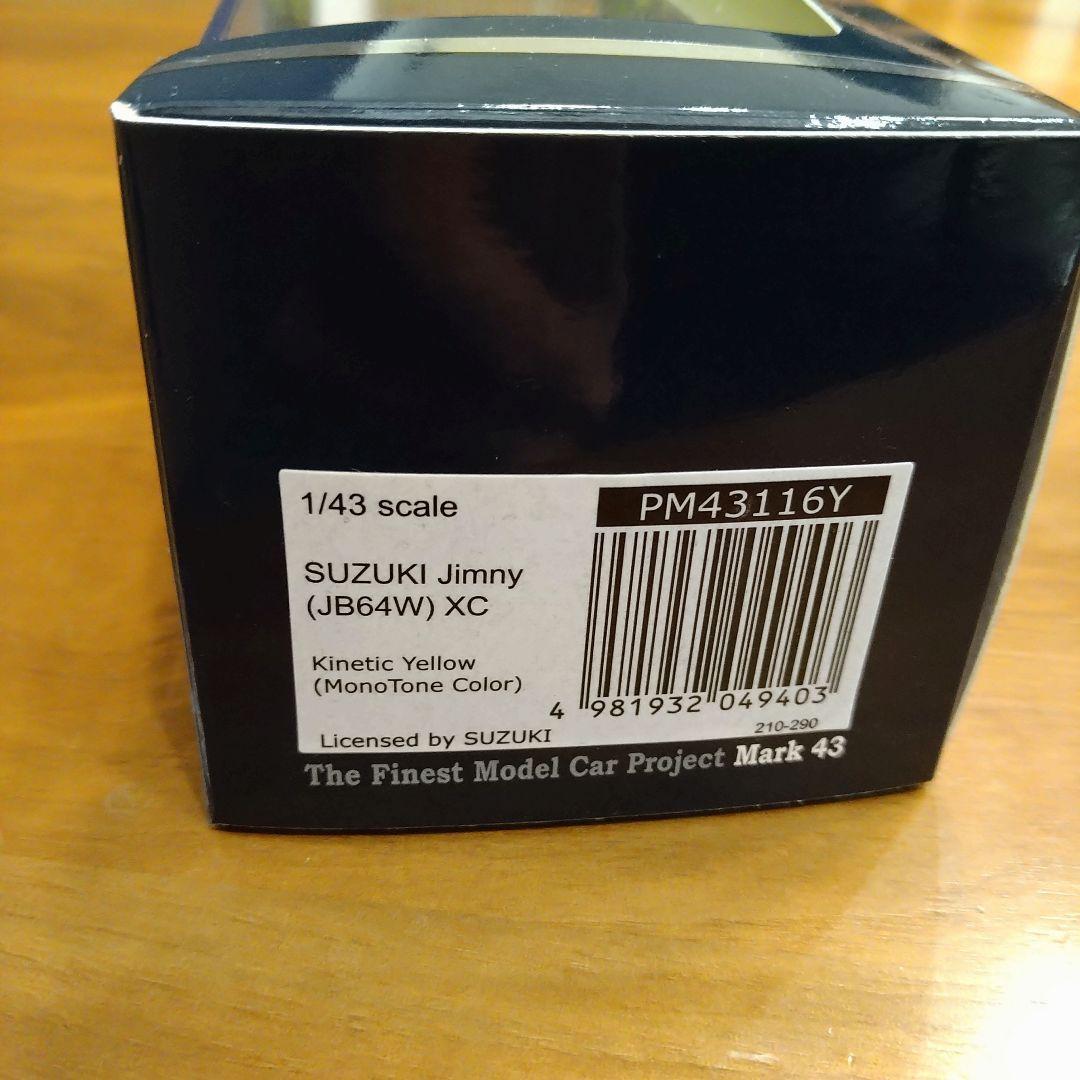 1/43 scale
PM43116Y
SUZUKI Jimny
(JB64W) XC
Kinetic Yellow
(MonoTone Color)
4 981932 049403
210-290
Licensed by SUZUKI
The Finest Model Car Project Mark 43